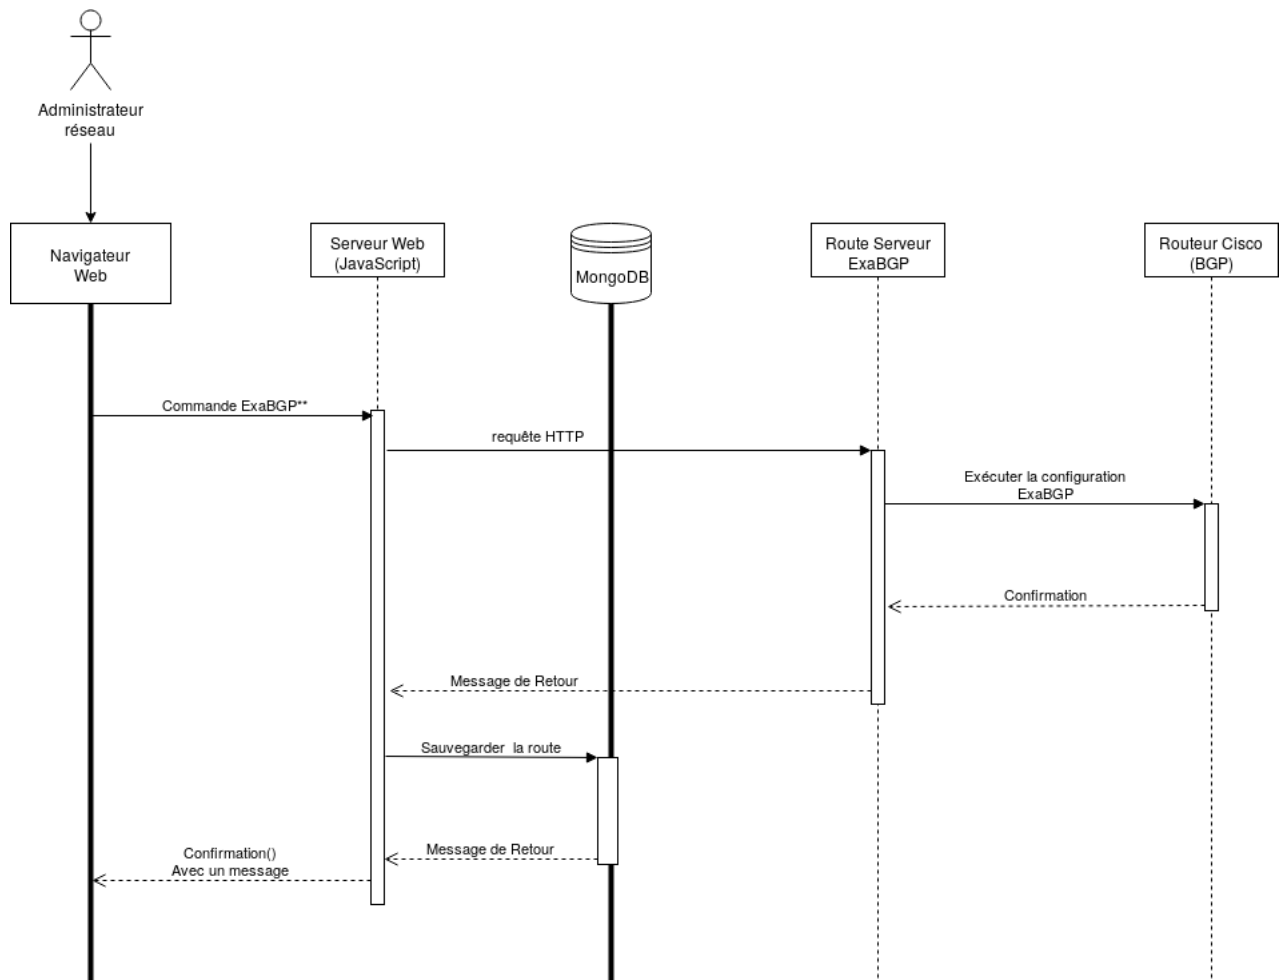 Administrateur
réseau
Navigateur
Web
Serveur Web
(JavaScript)
MongoDB
Route Serveur
ExaBGP
Routeur Cisco
(BGP)
Commande ExaBGP**
requête HTTP
Exécuter la configuration
ExaBGP
Confirmation
Message de Retour
Sauvegarder  la route
Message de Retour
Confirmation()
Avec un message